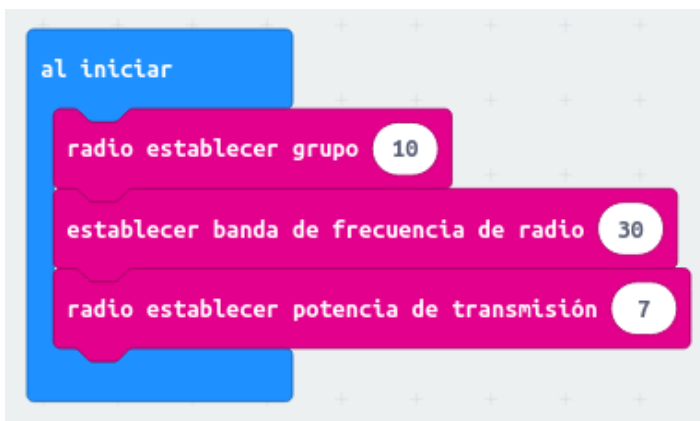 al iniciar
radio establecer grupo 10
establecer banda de frecuencia de radio 30
radio establecer potencia de transmisión 7